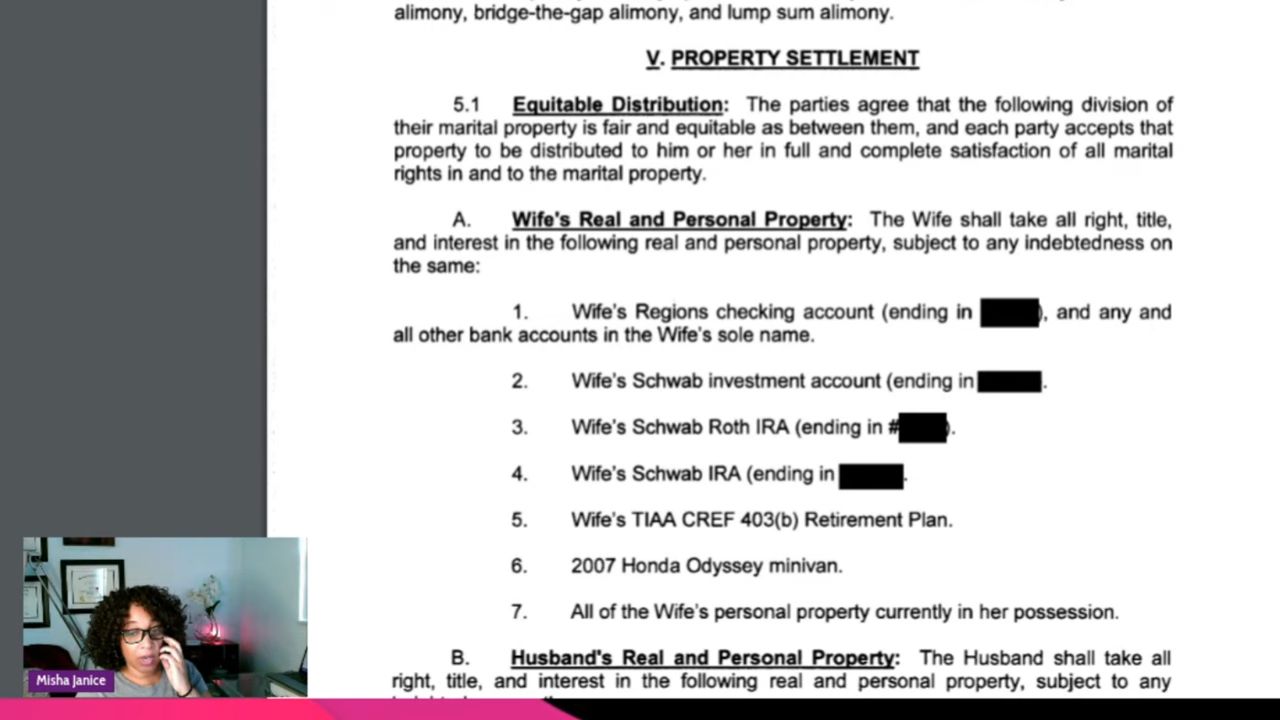 alimony, bridge-the-gap alimony, and lump sum alimony.
V. PROPERTY SETTLEMENT
5.1 Equitable Distribution: The parties agree that the following division of
their marital property is fair and equitable as between them, and each party accepts that
property to be distributed to him or her in full and complete satisfaction of all marital
rights in and to the marital property.
A. Wife's Real and Personal Property: The Wife shall take all right, title,
and interest in the following real and personal property, subject to any indebtedness on
the same:
1. Wife's Regions checking account (ending in ), and any and
all other bank accounts in the Wife's sole name.
2. Wife's Schwab investment account (ending in .
3. Wife's Schwab Roth IRA (ending in # ).
4. Wife's Schwab IRA (ending in .
5. Wife's TIAA CREF 403(b) Retirement Plan.
6. 2007 Honda Odyssey minivan.
7. All of the Wife's personal property currently in her possession.
B. Husband's Real and Personal Property: The Husband shall take all
right, title, and interest in the following real and personal property, subject to any
Misha Janice